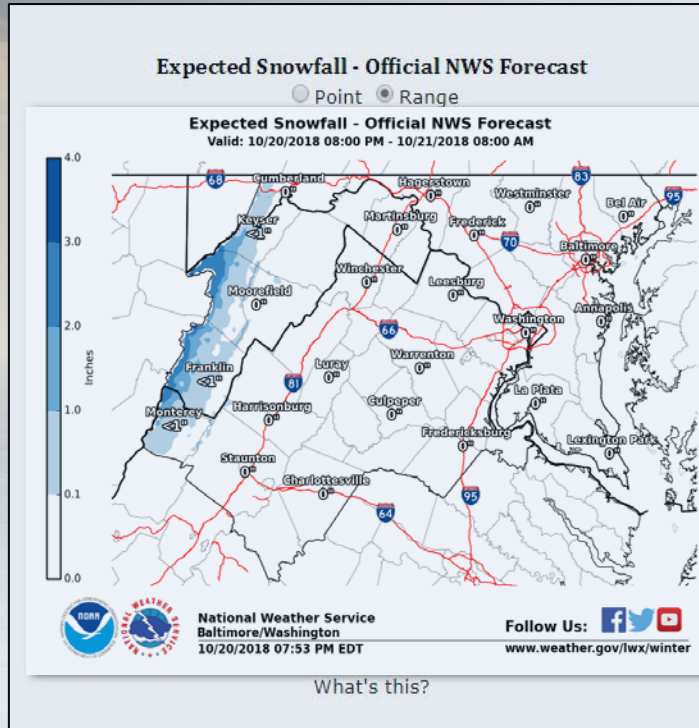 Expected Snowfall - Official NWS Forecast
Point Range
Expected Snowfall - Official NWS Forecast
Valid: 10/20/2018 08:00 PM - 10/21/2018 08:00 AM
4.0
3.0
2.0
1.0
0.1
0.0
Inches
68
Cumberland
0"
Hagerstown
0"
Westminster
0"
83
Bel Air
0"
95
Keyser
<1"
Martinsburg
0"
Frederick
0"
70
Baltimore
0"
Moorefield
0"
Winchester
0"
Leesburg
0"
Washington
0"
Annapolis
0"
66
Franklin
<1"
81
Luray
0"
Warrenton
0"
La Plata
0"
Monterey
<1"
Harrisonburg
0"
Culpeper
0"
Fredericksburg
0"
Lexington Park
0"
Staunton
0"
Charlottesville
0"
64
95
NOAA
NATIONAL WEATHER SERVICE
National Weather Service
Baltimore/Washington
10/20/2018 07:53 PM EDT
Follow Us:
www.weather.gov/lwx/winter
What's this?